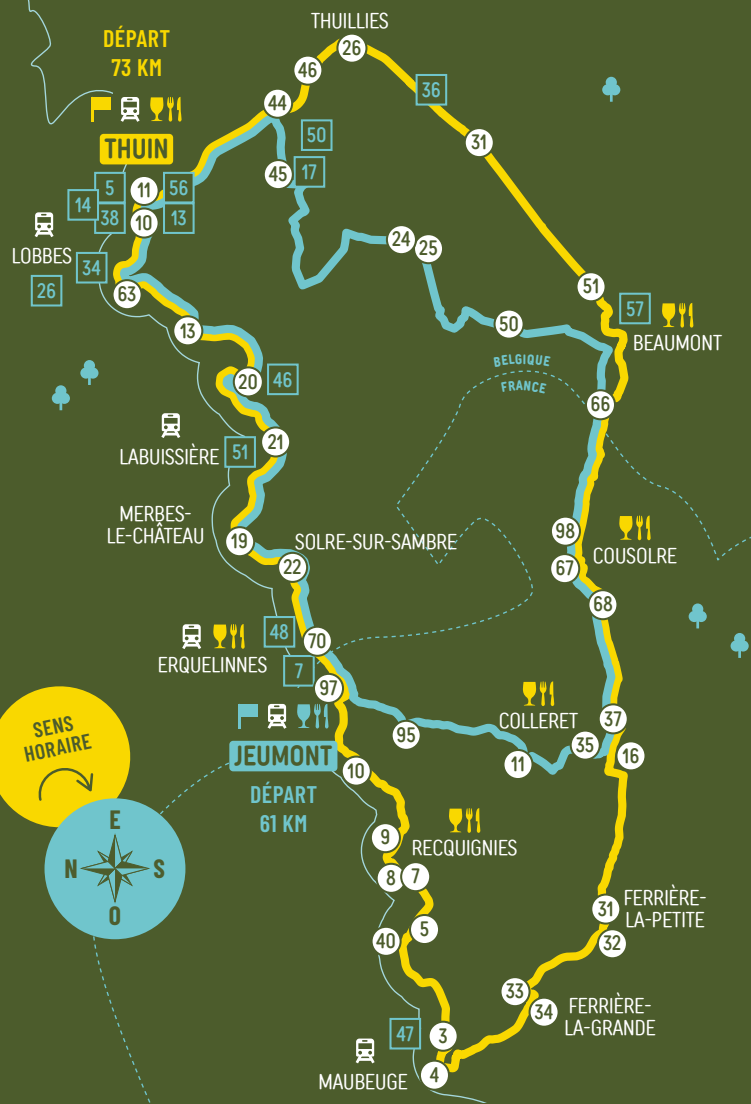 THUILLIES
DÉPART
73 KM
26
46
36
44
50
31
THUIN
45
17
5
11
56
14
38
10
13
24
25
LOBBES
34
26
63
51
57
BEAUMONT
13
50
BELGIQUE
FRANCE
20
46
66
21
LABUISSIÈRE
51
MERBES-
LE-CHÂTEAU
19
SOLRE-SUR-SAMBRE
22
98
COUSOLRE
67
68
48
70
ERQUELINNES
7
97
COLLERET
37
95
35
16
11
SENS
HORAIRE
JEUMONT
10
DÉPART
61 KM
E
N
S
O
9
RECQUIGNIES
8
7
5
40
31
FERRIÈRE-
LA-PETITE
32
33
34
FERRIÈRE-
LA-GRANDE
47
3
MAUBEUGE
4